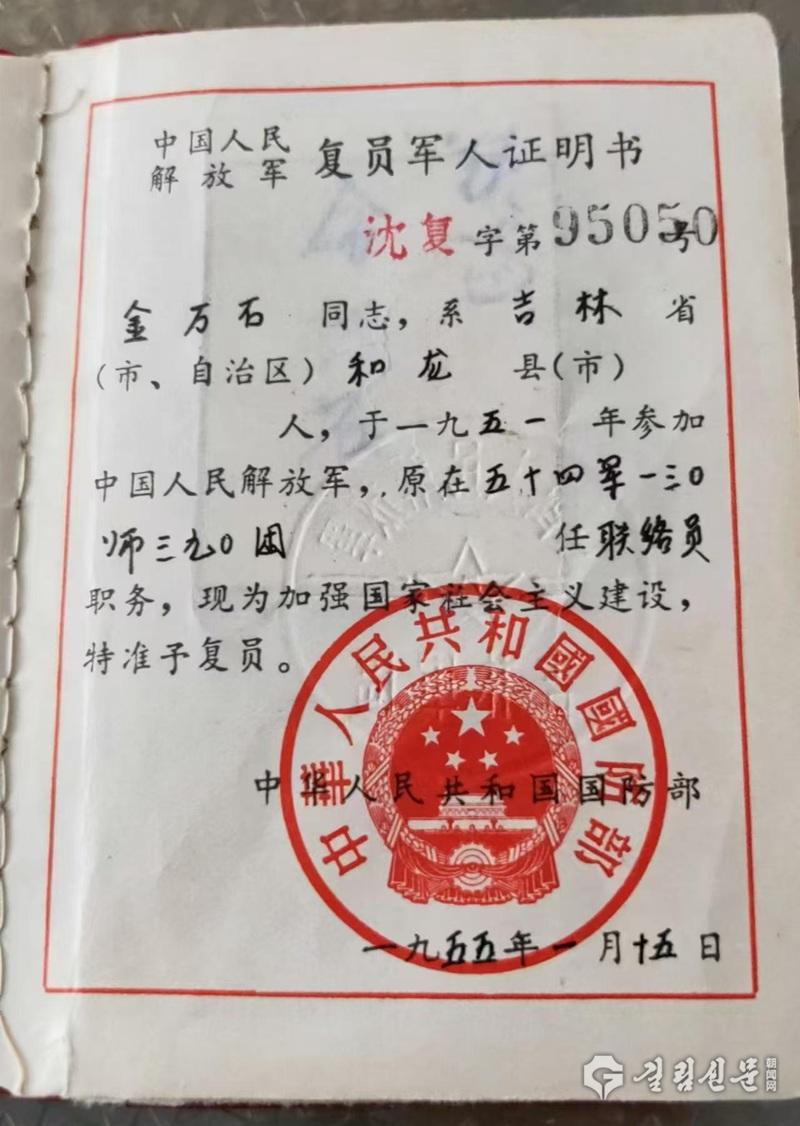 中国人民
解放军 复员军人证明书
沈复字第95050号
金万石 同志，系吉林省
（市、自治区）和龙 县（市）
人，于一九五一 年参加
中国人民解放军，原在五十四军一三0
师三九0团 任联络员
职务，现为加强国家社会主义建设，
特准予复员。
中华人民共和国国防部
中华人民共和國國防部
一九五五年一月十五日
길림신문 朝闻网